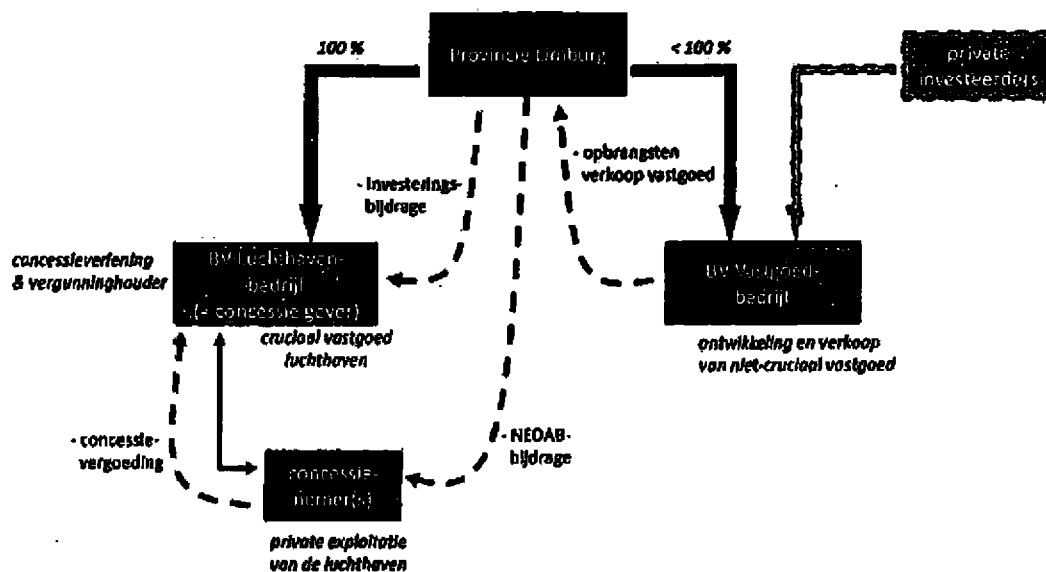 100 %
Provincie Limburg
< 100 %
private
investeerders
- opbrengsten
verkoop vastgoed
- investerings-
bijdrage
concessieverlening
& vergunninghouder
BV Luchthaven-
bedrijf
(= concessie gever)
cruciaal vastgoed
luchthaven
BV Vastgoed-
bedrijf
ontwikkeling en verkoop
van niet-cruciaal vastgoed
- concessie-
vergoeding
- NEDAB-
bijdrage
concessie-
nemer(s)
private exploitatie
van de luchthaven